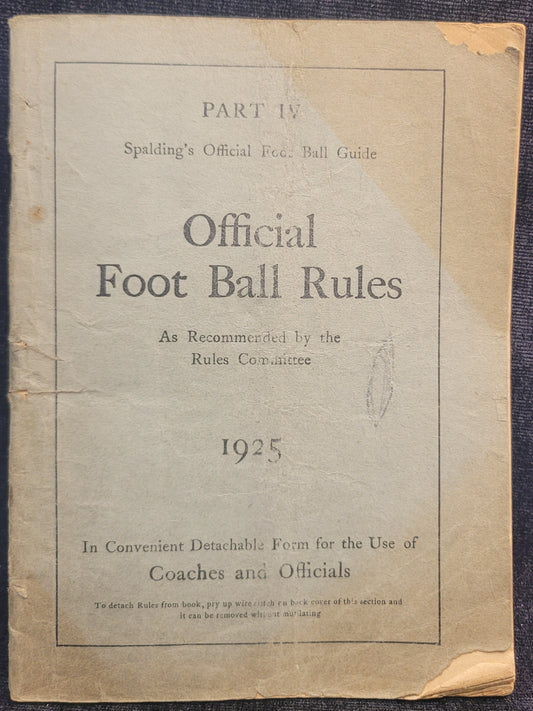 PART IV
Spalding's Official Foot Ball Guide
Official
Foot Ball Rules
As Recommended by the
Rules Committee
1925
In Convenient Detachable Form for the Use of
Coaches and Officials
To detach Rules from book, pry up wire catch on back cover of this section and
it can be removed without mutilating